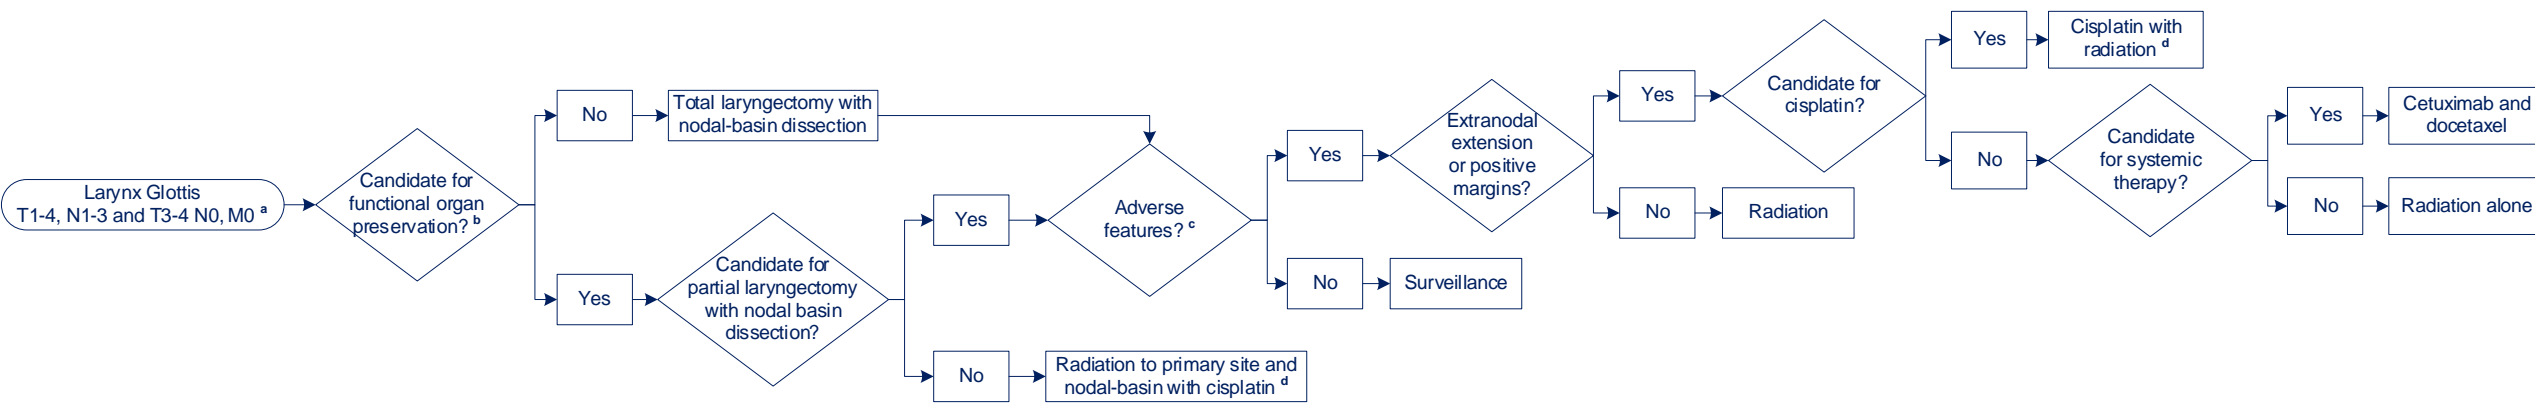 Larynx Glottis
T1-4, N1-3 and T3-4 N0, M0 a
Candidate for
functional organ
preservation? b
No
Total laryngectomy with
nodal-basin dissection
Yes
Candidate for
partial laryngectomy
with nodal basin
dissection?
Yes
No
Radiation to primary site and
nodal-basin with cisplatin d
Adverse
features? c
Yes
No
Surveillance
Extranodal
extension
or positive
margins?
Yes
No
Radiation
Candidate for
cisplatin?
Yes
Cisplatin with
radiation d
No
Candidate
for systemic
therapy?
Yes
Cetuximab and
docetaxel
No
Radiation alone